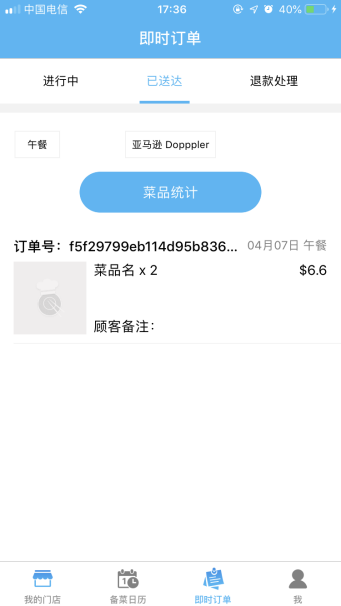 中国电信 17:36 40%
即时订单
进行中 已送达 退款处理
午餐 亚马逊 Dopppler
菜品统计
订单号：f5f29799eb114d95b836... 04月07日 午餐
菜品名 x 2 $6.6
顾客备注：
我的门店 备菜日历 即时订单 我